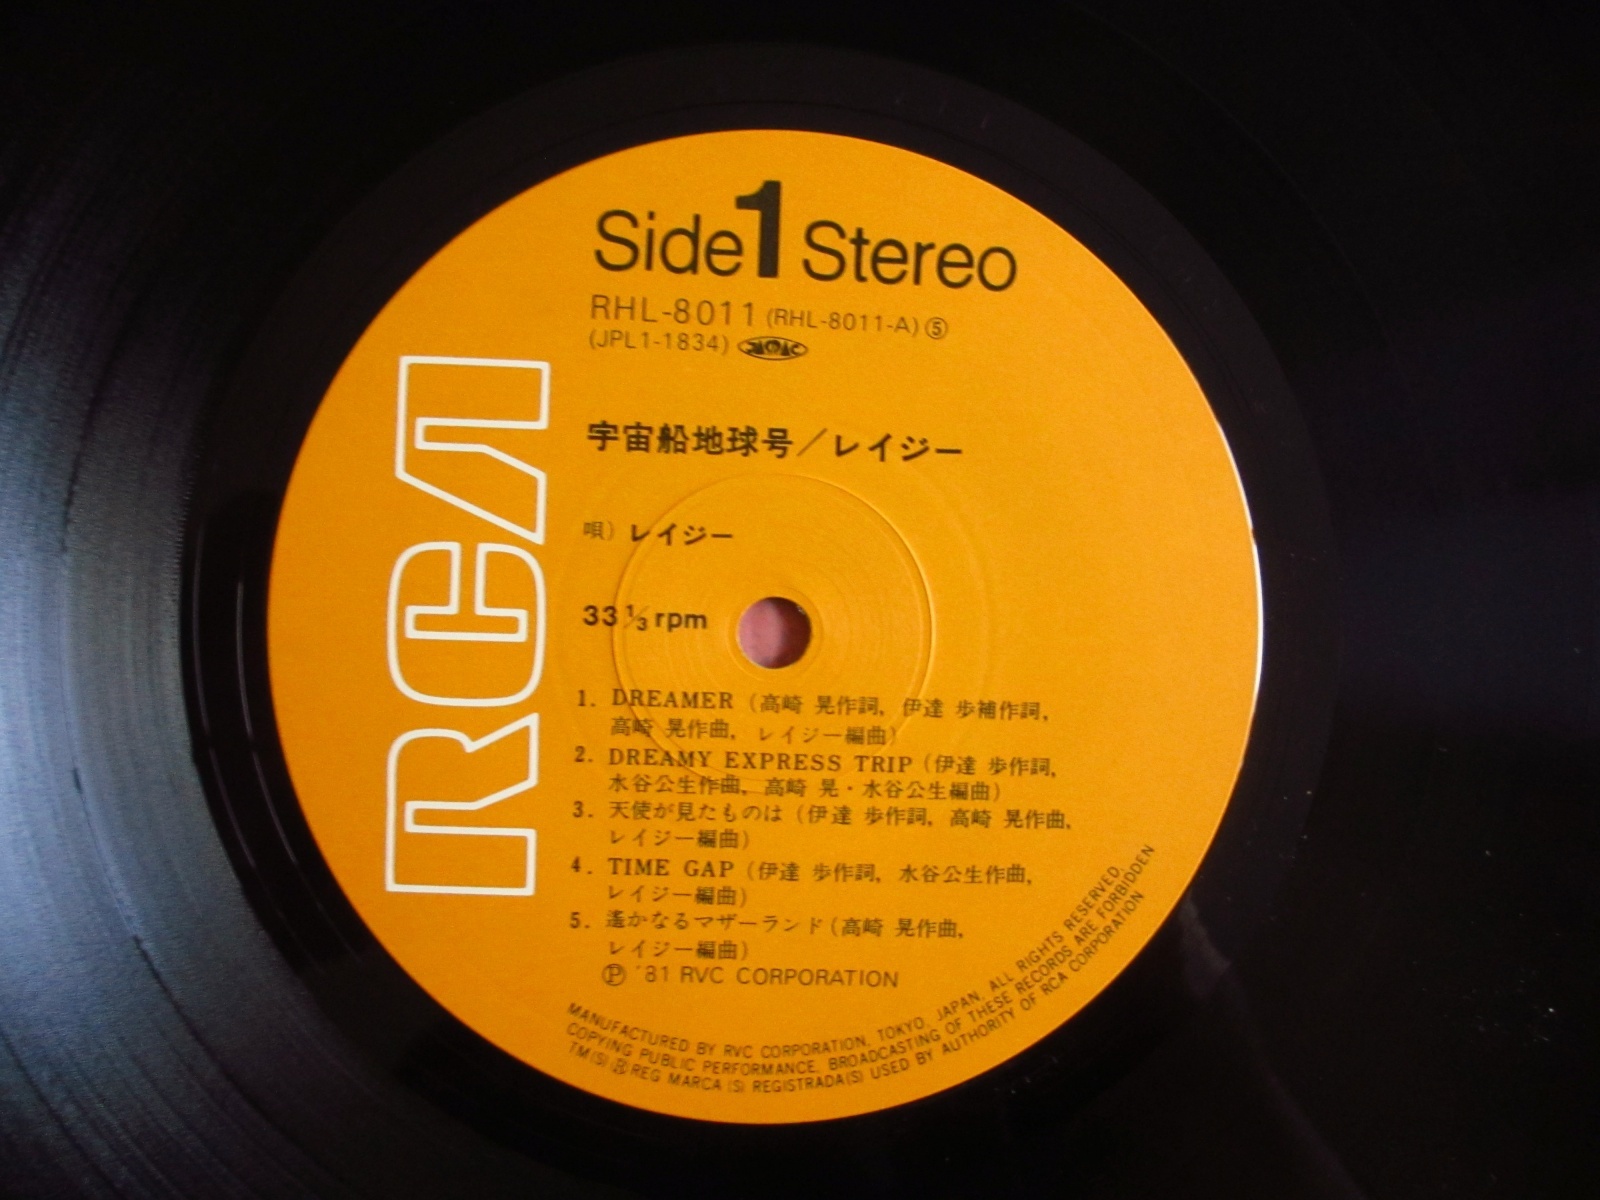 Side 1 Stereo
RHL-8011 (RHL-8011-A) ⑤
(JPL1-1834) JASRAC
宇宙船地球号／レイジー
唄) レイジー
33⅓ rpm
1. DREAMER (高崎 晃作詞, 伊達 歩補作詞,
高崎 晃作曲, レイジー編曲)
2. DREAMY EXPRESS TRIP (伊達 歩作詞,
水谷公生作曲, 高崎 晃・水谷公生編曲)
3. 天使が見たものは (伊達 歩作詞, 高崎 晃作曲,
レイジー編曲)
4. TIME GAP (伊達 歩作詞, 水谷公生作曲,
レイジー編曲)
5. 遙かなるマザーランド(高崎 晃作曲,
レイジー編曲)
Ⓟ '81 RVC CORPORATION
MANUFACTURED BY RVC CORPORATION, TOKYO, JAPAN, ALL RIGHTS RESERVED
COPYING PUBLIC PERFORMANCE, BROADCASTING OF THESE RECORDS ARE FORBIDDEN
TM(S) ® REG MARCA (S) REGISTRADA(S) USED BY AUTHORITY OF RCA CORPORATION
RCA